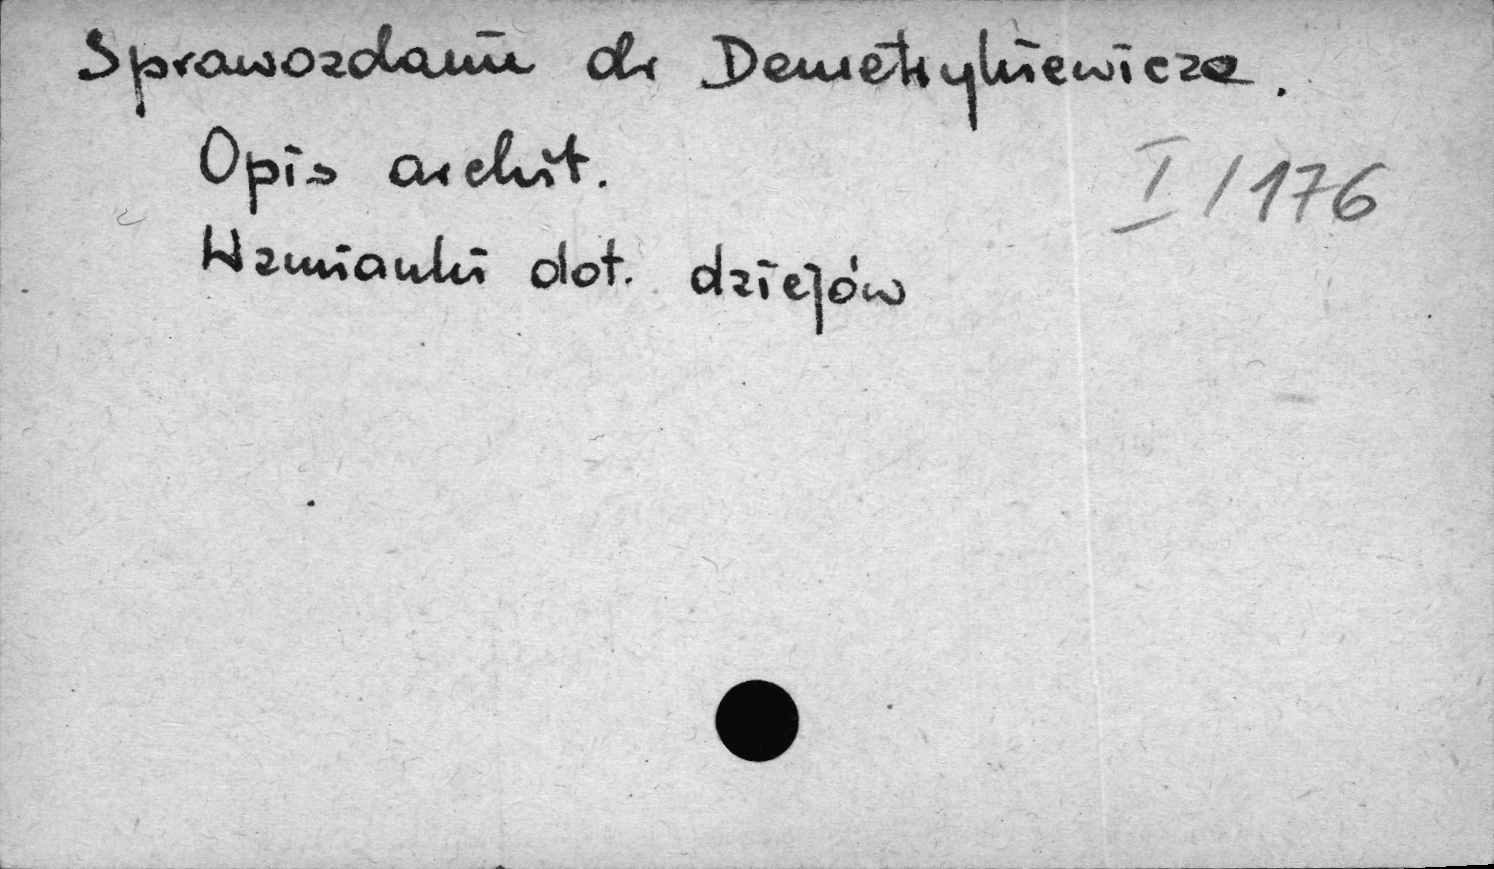 Sprawozdanie dr Demetrykiewicza.
Opis archit.
I/176
Wzmianki dot. dziejów